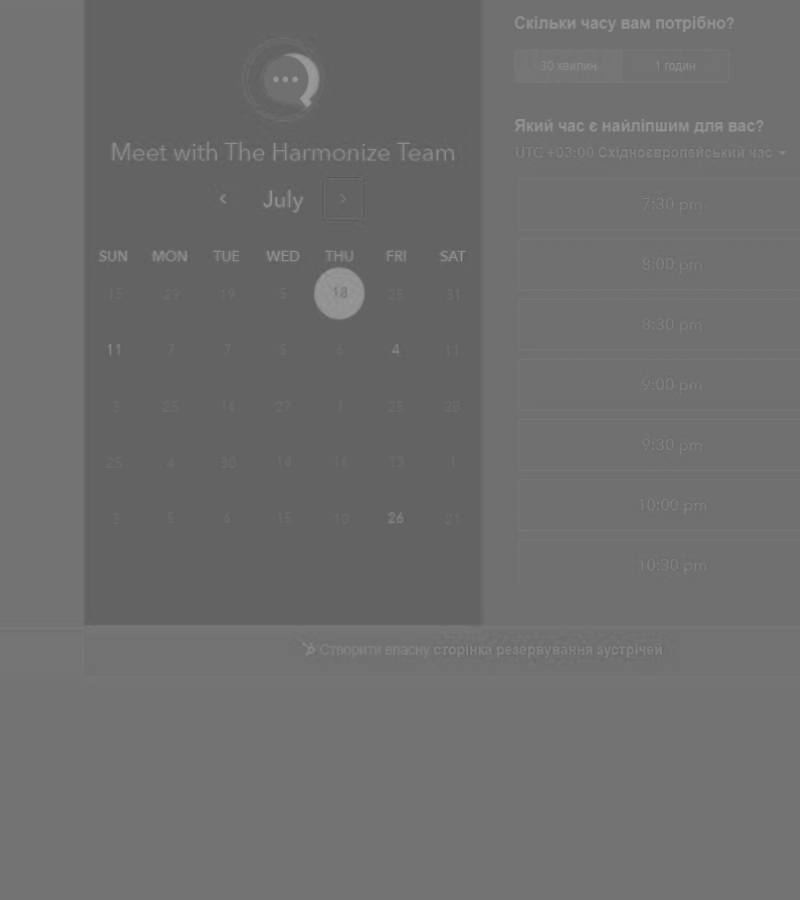 Meet with The Harmonize Team
July
SUN MON TUE WED THU FRI SAT
15 29 19 5 18 25 31
11 7 7 5 6 4 11
3 25 16 27 1 25 28
25 4 30 14 16 13 1
3 5 6 15 10 26 21
Скільки часу вам потрібно?
30 хвилин 1 годин
Який час є найліпшим для вас?
UTC +03:00 Східноєвропейський час
7:30 pm
8:00 pm
8:30 pm
9:00 pm
9:30 pm
10:00 pm
10:30 pm
Створити власну сторінка резервування зустрічей